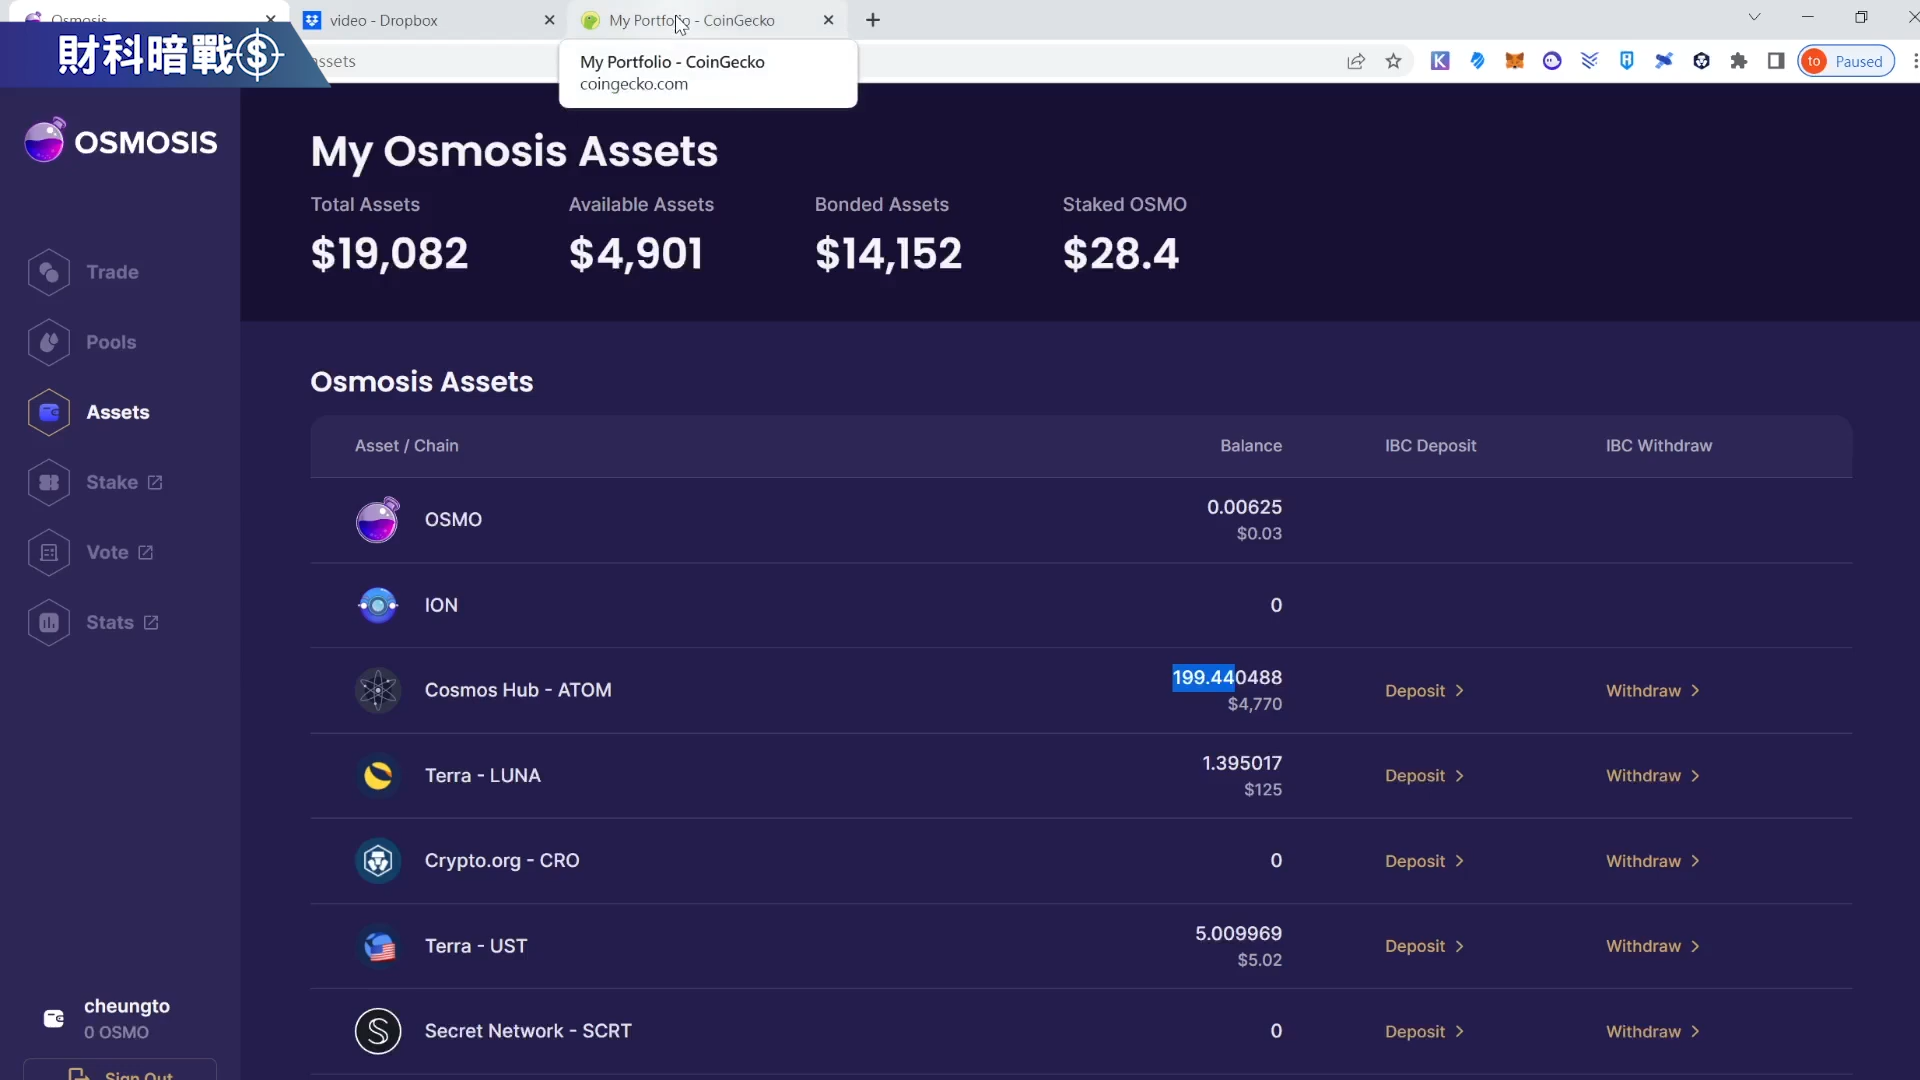 Osmosis
video - Dropbox
My Portfolio - CoinGecko
財科暗戰$
assets
My Portfolio - CoinGecko
coingecko.com
K
to Paused
OSMOSIS
Trade
Pools
Assets
Stake
Vote
Stats
cheungto
0 OSMO
Sign Out
My Osmosis Assets
Total Assets Available Assets Bonded Assets Staked OSMO
$19,082 $4,901 $14,152 $28.4
Osmosis Assets
Asset / Chain Balance IBC Deposit IBC Withdraw
OSMO 0.00625
$0.03
ION 0
Cosmos Hub - ATOM 199.440488 Deposit Withdraw
$4,770
Terra - LUNA 1.395017 Deposit Withdraw
$125
Crypto.org - CRO 0 Deposit Withdraw
Terra - UST 5.009969 Deposit Withdraw
$5.02
Secret Network - SCRT 0 Deposit Withdraw